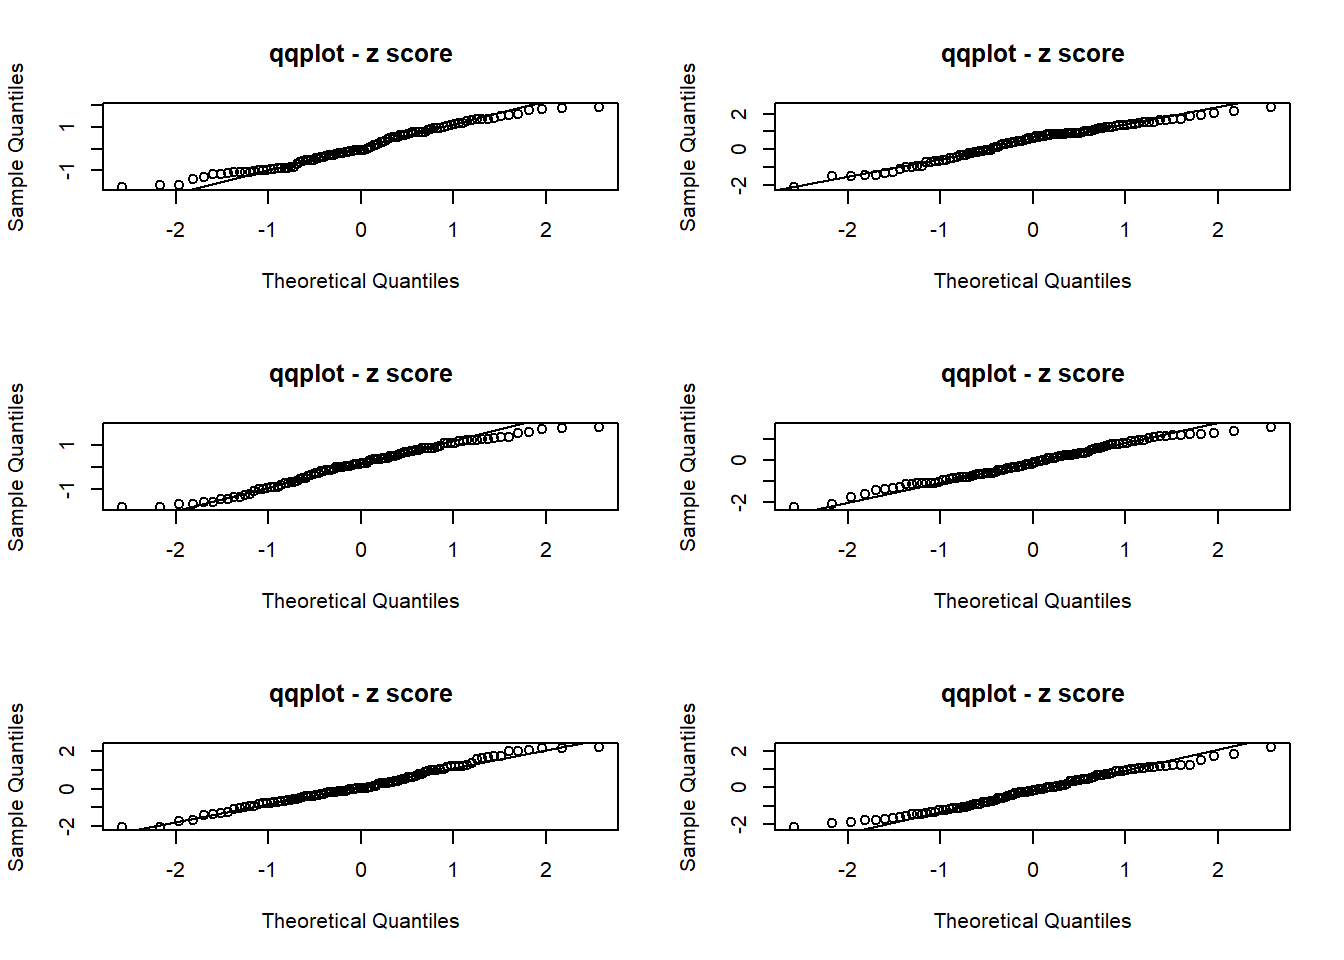 qqplot - z score
Sample Quantiles
1
-1
-2 -1 0 1 2
Theoretical Quantiles
qqplot - z score
Sample Quantiles
2
0
-2
-2 -1 0 1 2
Theoretical Quantiles
qqplot - z score
Sample Quantiles
1
-1
-2 -1 0 1 2
Theoretical Quantiles
qqplot - z score
Sample Quantiles
0
-2
-2 -1 0 1 2
Theoretical Quantiles
qqplot - z score
Sample Quantiles
2
0
-2
-2 -1 0 1 2
Theoretical Quantiles
qqplot - z score
Sample Quantiles
2
0
-2
-2 -1 0 1 2
Theoretical Quantiles